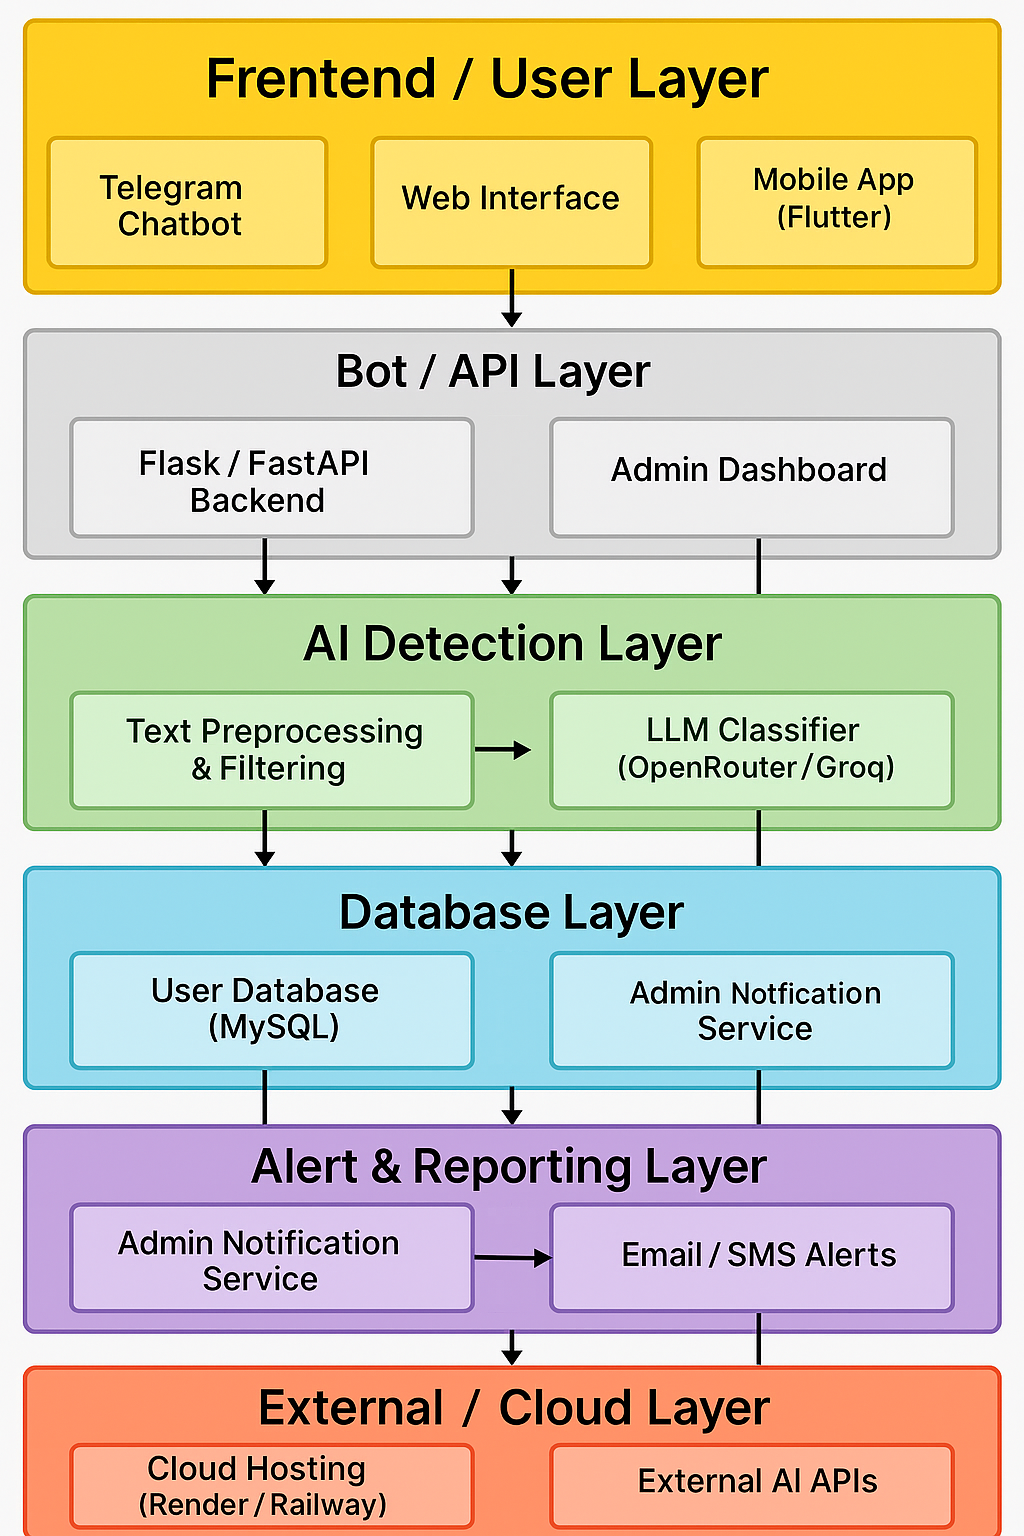 Frentend / User Layer
Telegram
Chatbot
Web Interface
Mobile App
(Flutter)
Bot / API Layer
Flask / FastAPI
Backend
Admin Dashboard
AI Detection Layer
Text Preprocessing
& Filtering
LLM Classifier
(OpenRouter / Groq)
Database Layer
User Database
(MySQL)
Admin Notfication
Service
Alert & Reporting Layer
Admin Notification
Service
Email / SMS Alerts
External / Cloud Layer
Cloud Hosting
(Render / Railway)
External AI APIs